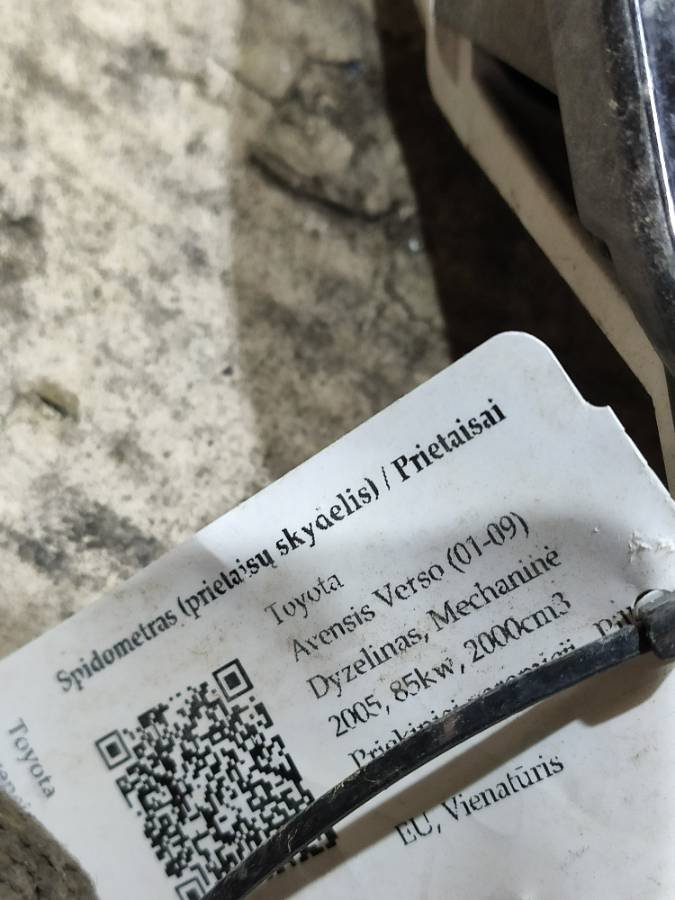 Spidometras (prietaisų skydelis) / Prietaisai
Toyota
Avensis Verso (01-09)
Dyzelinas, Mechaninė
2005, 85kw, 2000cm3
EU, Vienatūris
Toyota